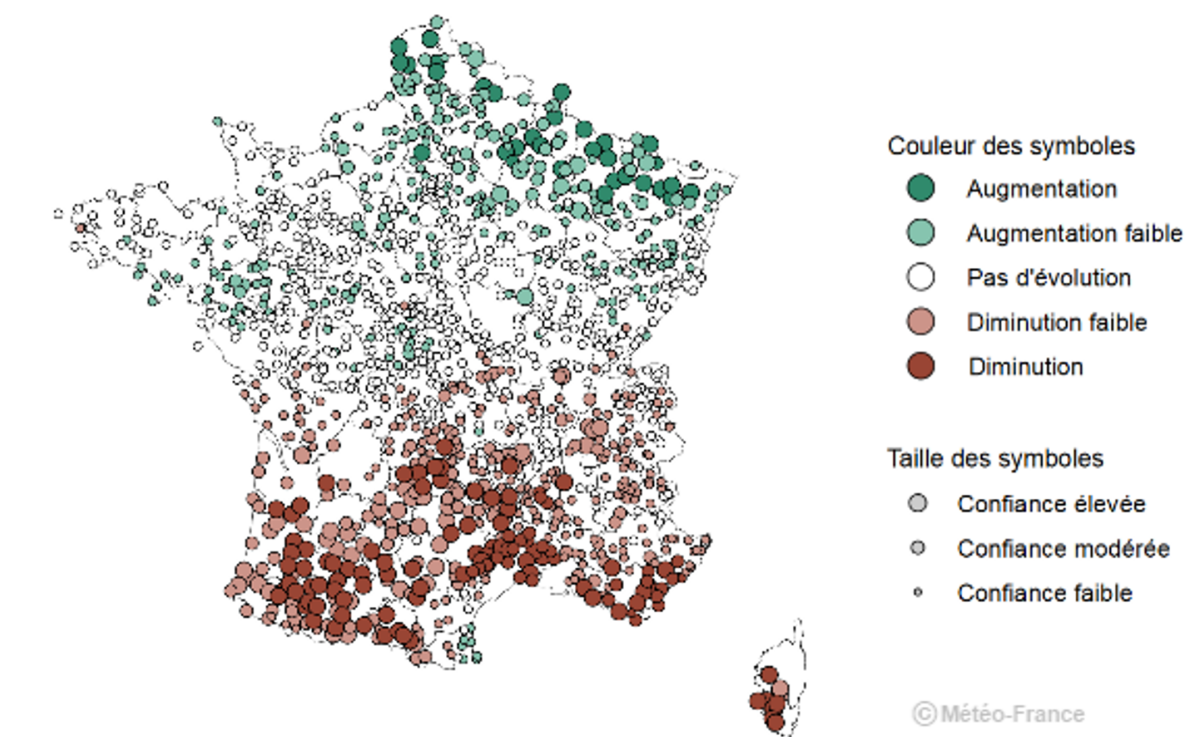 Couleur des symboles
Augmentation
Augmentation faible
Pas d'évolution
Diminution faible
Diminution
Taille des symboles
Confiance élevée
Confiance modérée
Confiance faible
©Météo-France